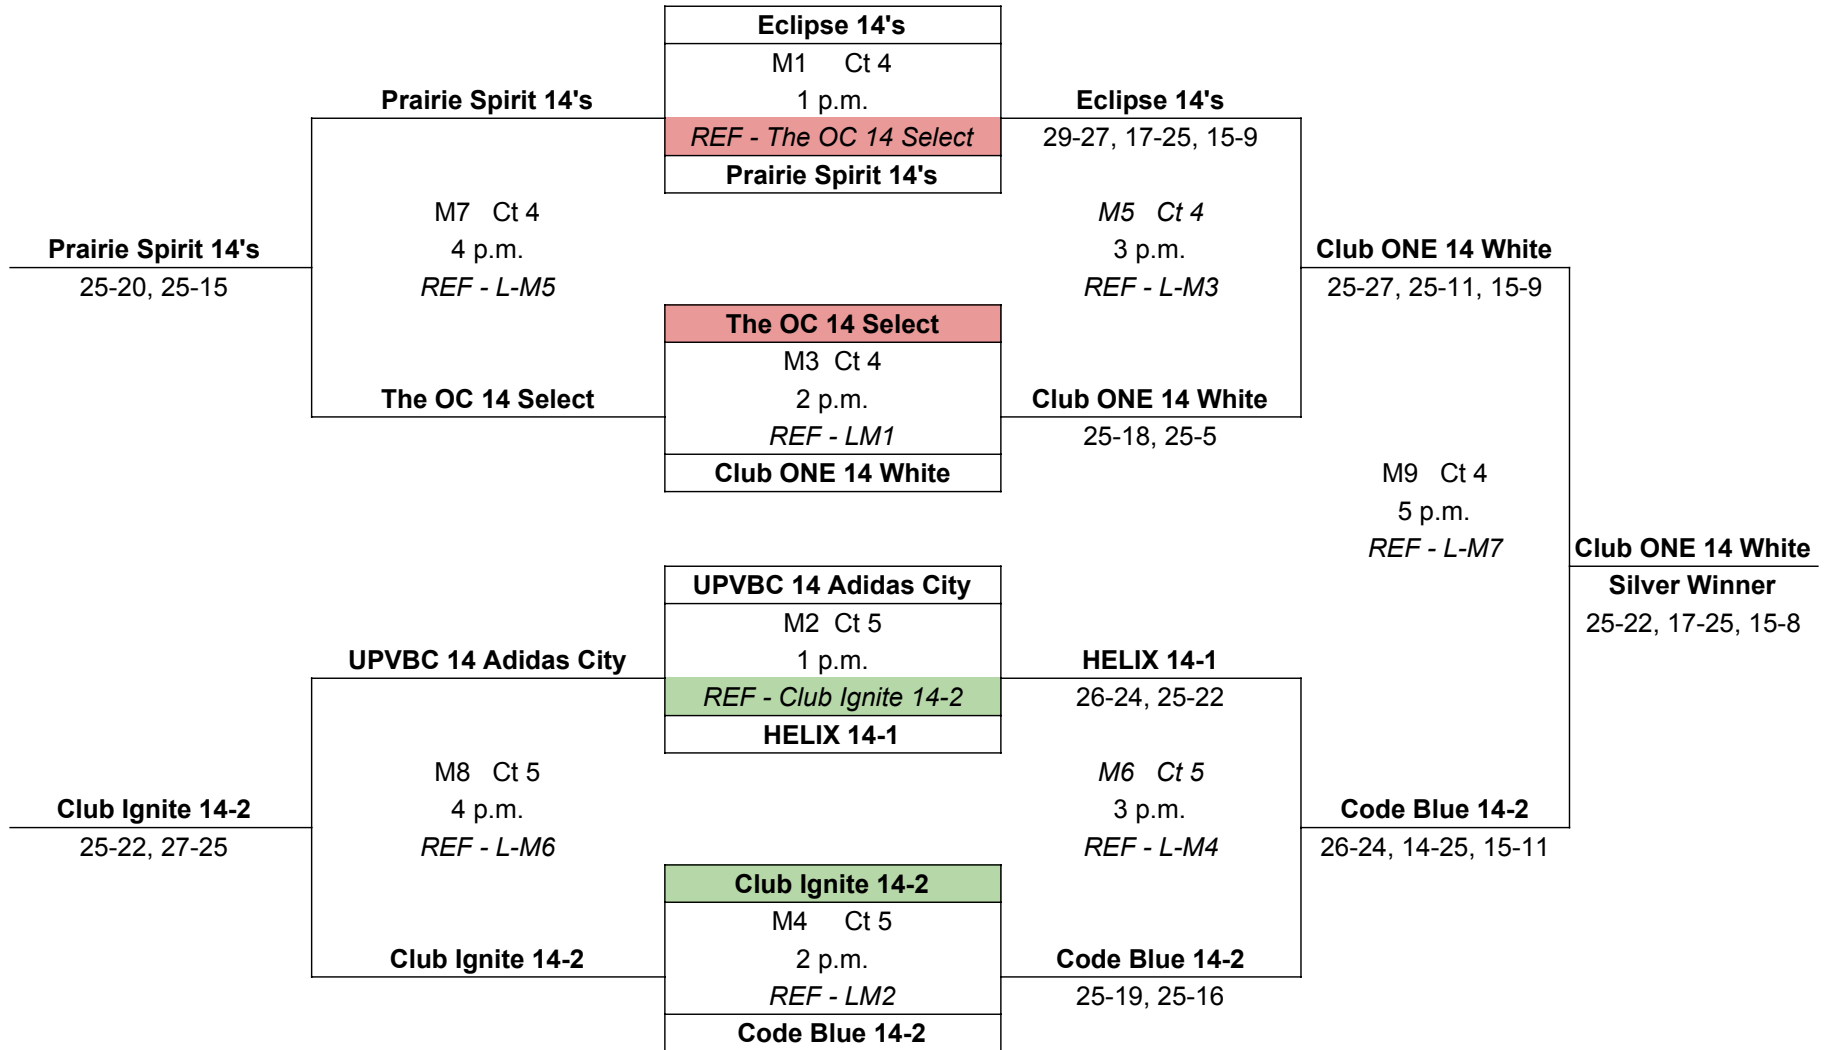 Eclipse 14's
M1 Ct 4
Prairie Spirit 14's 1 p.m. Eclipse 14's
REF - The OC 14 Select 29-27, 17-25, 15-9
Prairie Spirit 14's
M7 Ct 4 M5 Ct 4
Prairie Spirit 14's 4 p.m. 3 p.m. Club ONE 14 White
25-20, 25-15 REF - L-M5 REF - L-M3 25-27, 25-11, 15-9
The OC 14 Select
M3 Ct 4
The OC 14 Select 2 p.m. Club ONE 14 White
REF - LM1 25-18, 25-5
Club ONE 14 White M9 Ct 4
5 p.m.
REF - L-M7 Club ONE 14 White
UPVBC 14 Adidas City Silver Winner
M2 Ct 5 25-22, 17-25, 15-8
UPVBC 14 Adidas City 1 p.m. HELIX 14-1
REF - Club Ignite 14-2 26-24, 25-22
HELIX 14-1
M8 Ct 5 M6 Ct 5
Club Ignite 14-2 4 p.m. 3 p.m. Code Blue 14-2
25-22, 27-25 REF - L-M6 REF - L-M4 26-24, 14-25, 15-11
Club Ignite 14-2
M4 Ct 5
Club Ignite 14-2 2 p.m. Code Blue 14-2
REF - LM2 25-19, 25-16
Code Blue 14-2